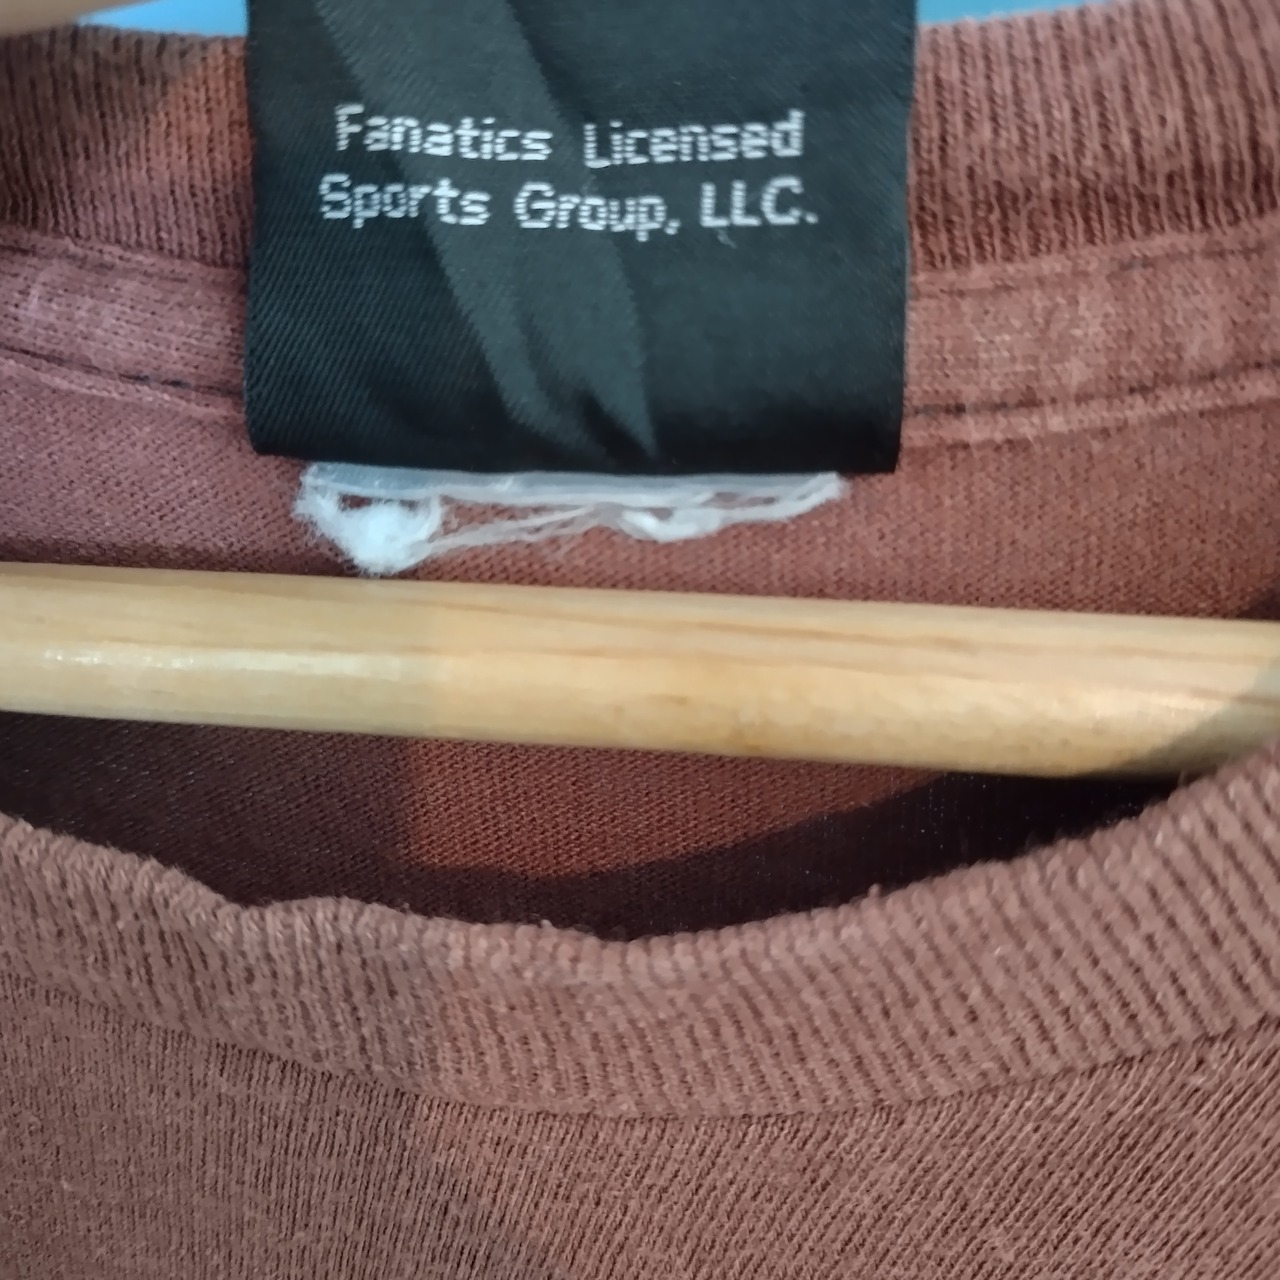 Fanatics Licensed
Sports Group, LLC.